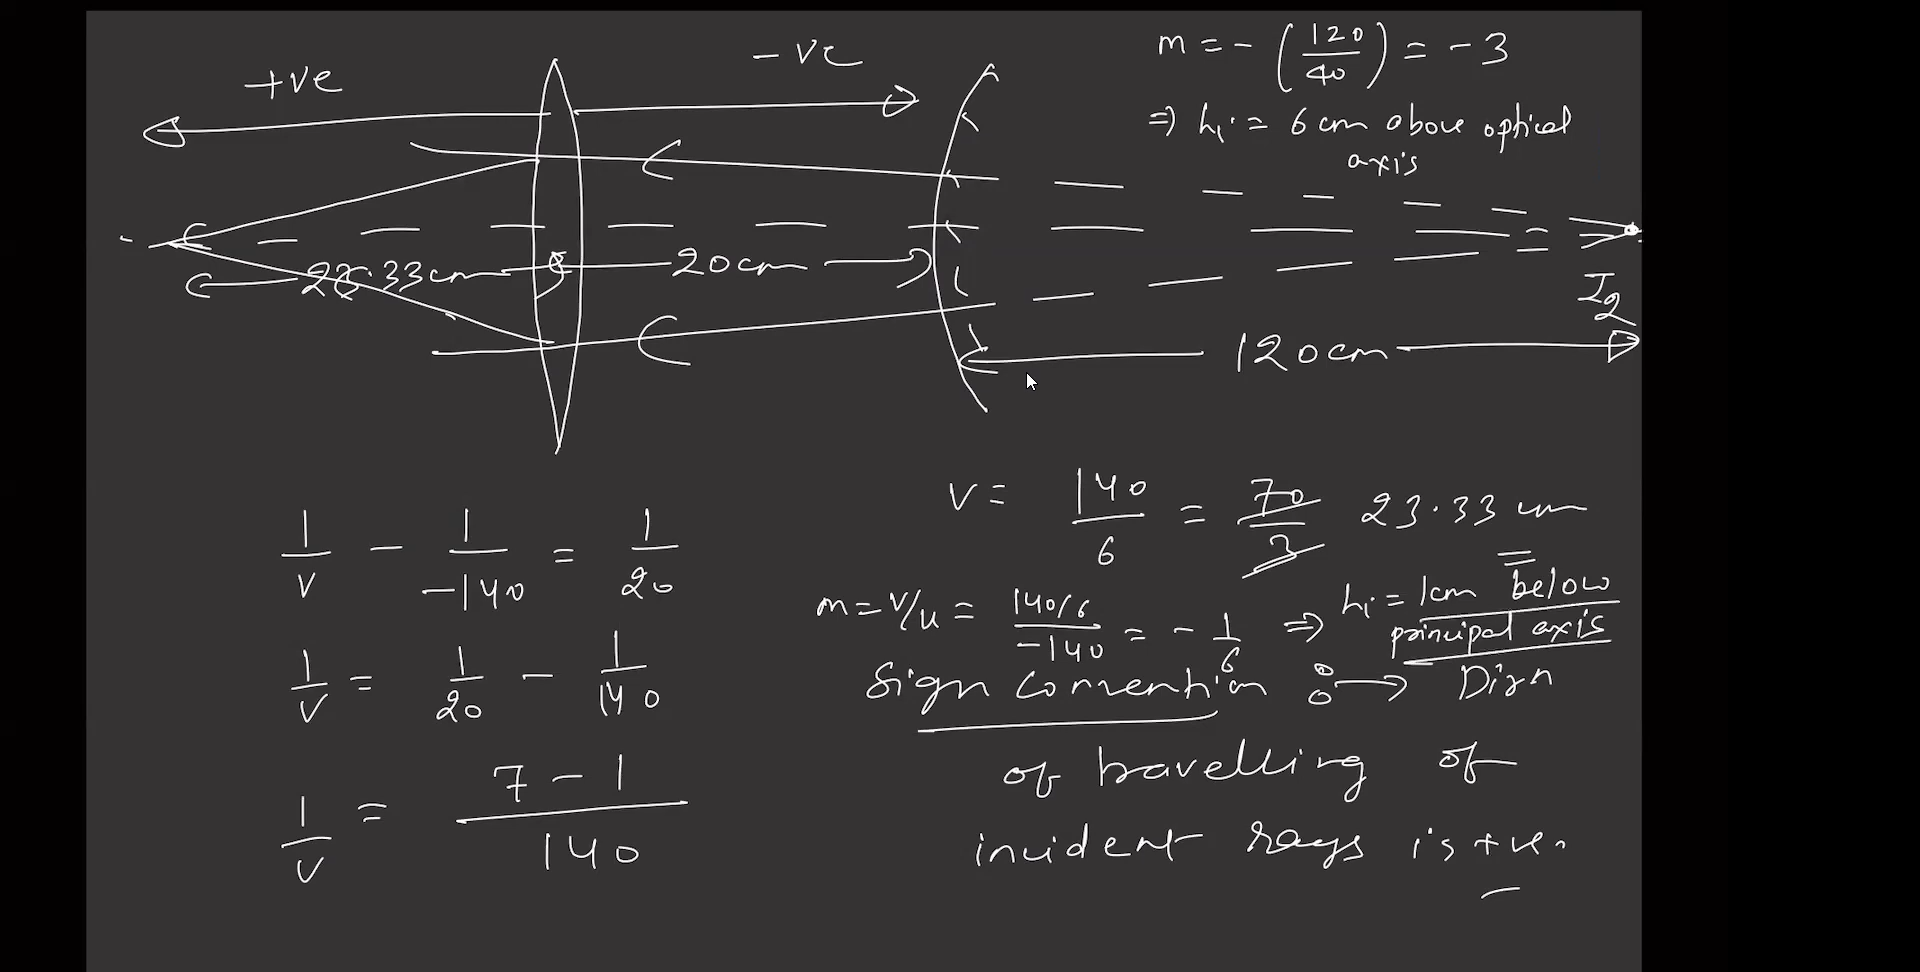 +ve
- ve
m = - (120/40) = - 3
⇒ hi = 6 cm above optical
axis
23.33cm
20cm
I2
120cm
1/v - 1/-140 = 1/20
1/v = 1/20 - 1/140
1/v = 7 - 1/140
v = 140/6 = 70/3 23.33 cm
m = v/u = 140/6/-140 = - 1/6 ⇒ hi = 1cm below
principal axis
Sign Convention :→ Dirn
of travelling of
incident rays is +ve.